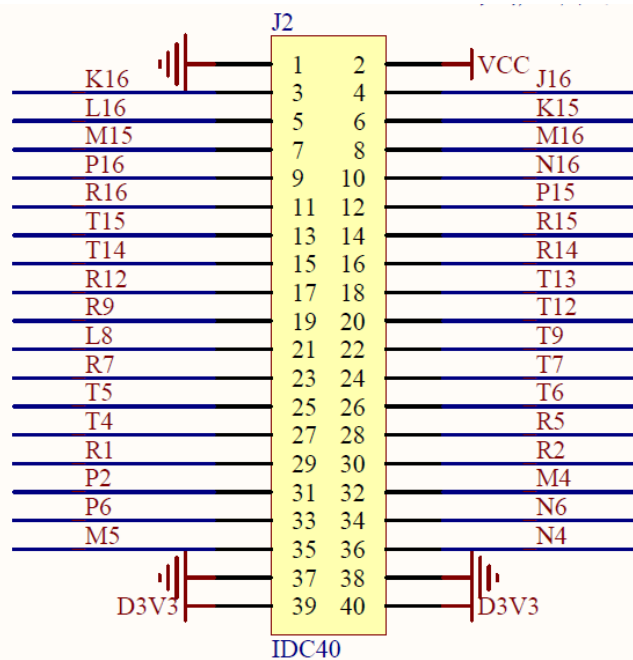 J2
1 2 VCC
K16 3 4 J16
L16 5 6 K15
M15 7 8 M16
P16 9 10 N16
R16 11 12 P15
T15 13 14 R15
T14 15 16 R14
R12 17 18 T13
R9 19 20 T12
L8 21 22 T9
R7 23 24 T7
T5 25 26 T6
T4 27 28 R5
R1 29 30 R2
P2 31 32 M4
P6 33 34 N6
M5 35 36 N4
37 38
D3V3 39 40 D3V3
IDC40